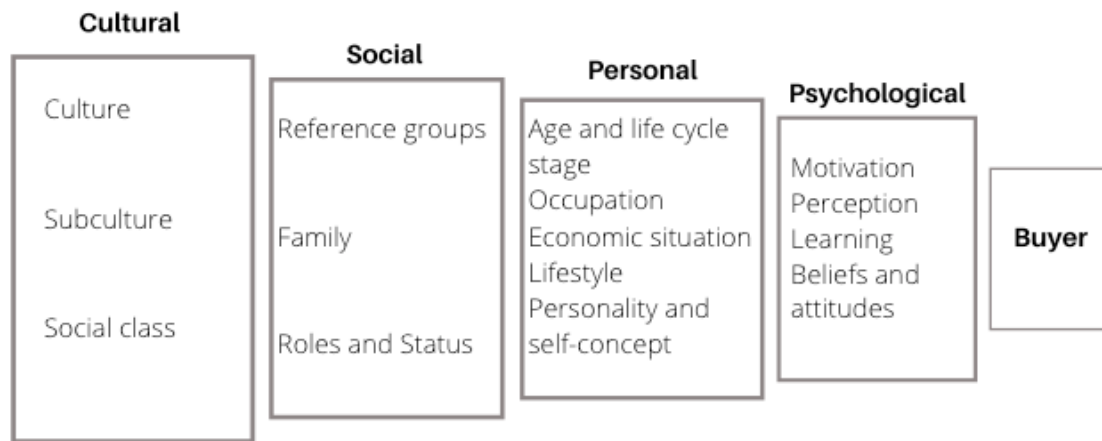 Cultural
Culture
Subculture
Social class
Social
Reference groups
Family
Roles and Status
Personal
Age and life cycle
stage
Occupation
Economic situation
Lifestyle
Personality and
self-concept
Psychological
Motivation
Perception
Learning
Beliefs and
attitudes
Buyer